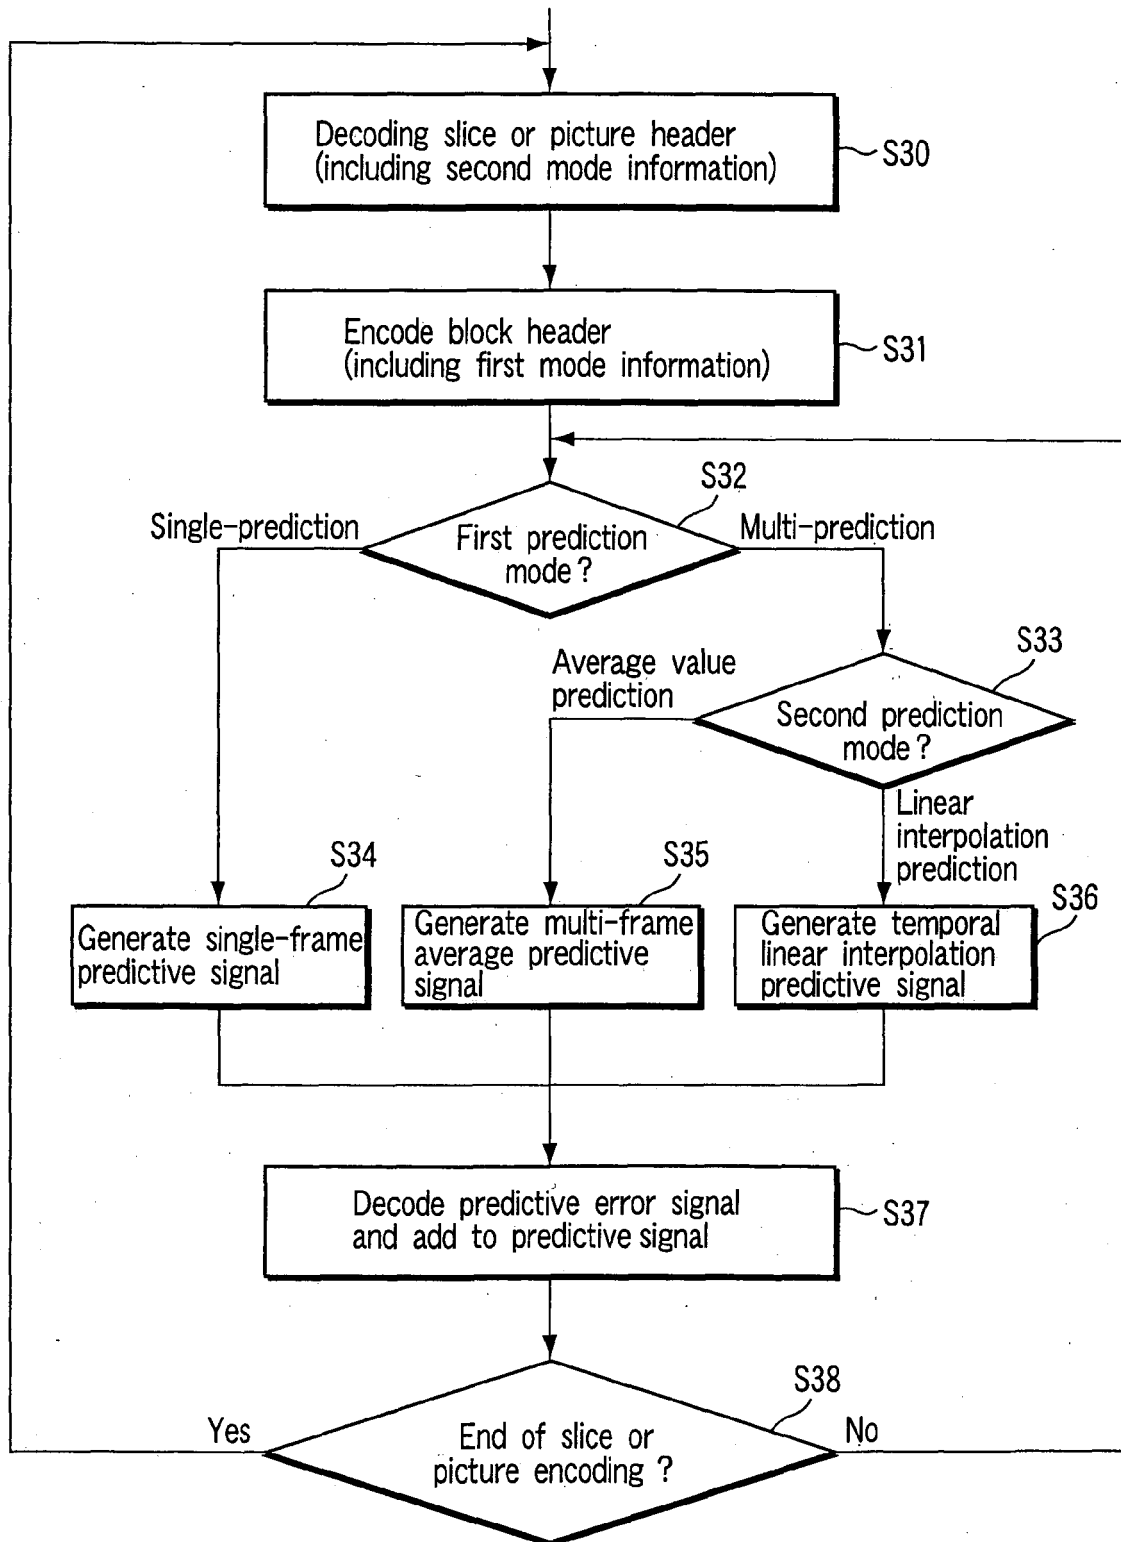 Decoding slice or picture header
(including second mode information)
S30
Encode block header
(including first mode information)
S31
S32
Single-prediction
First prediction
mode?
Multi-prediction
S33
Average value
prediction
Second prediction
mode?
Linear
interpolation
prediction
S34
Generate single-frame
predictive signal
S35
Generate multi-frame
average predictive
signal
S36
Generate temporal
linear interpolation
predictive signal
Decode predictive error signal
and add to predictive signal
S37
S38
Yes
End of slice or
picture encoding ?
No